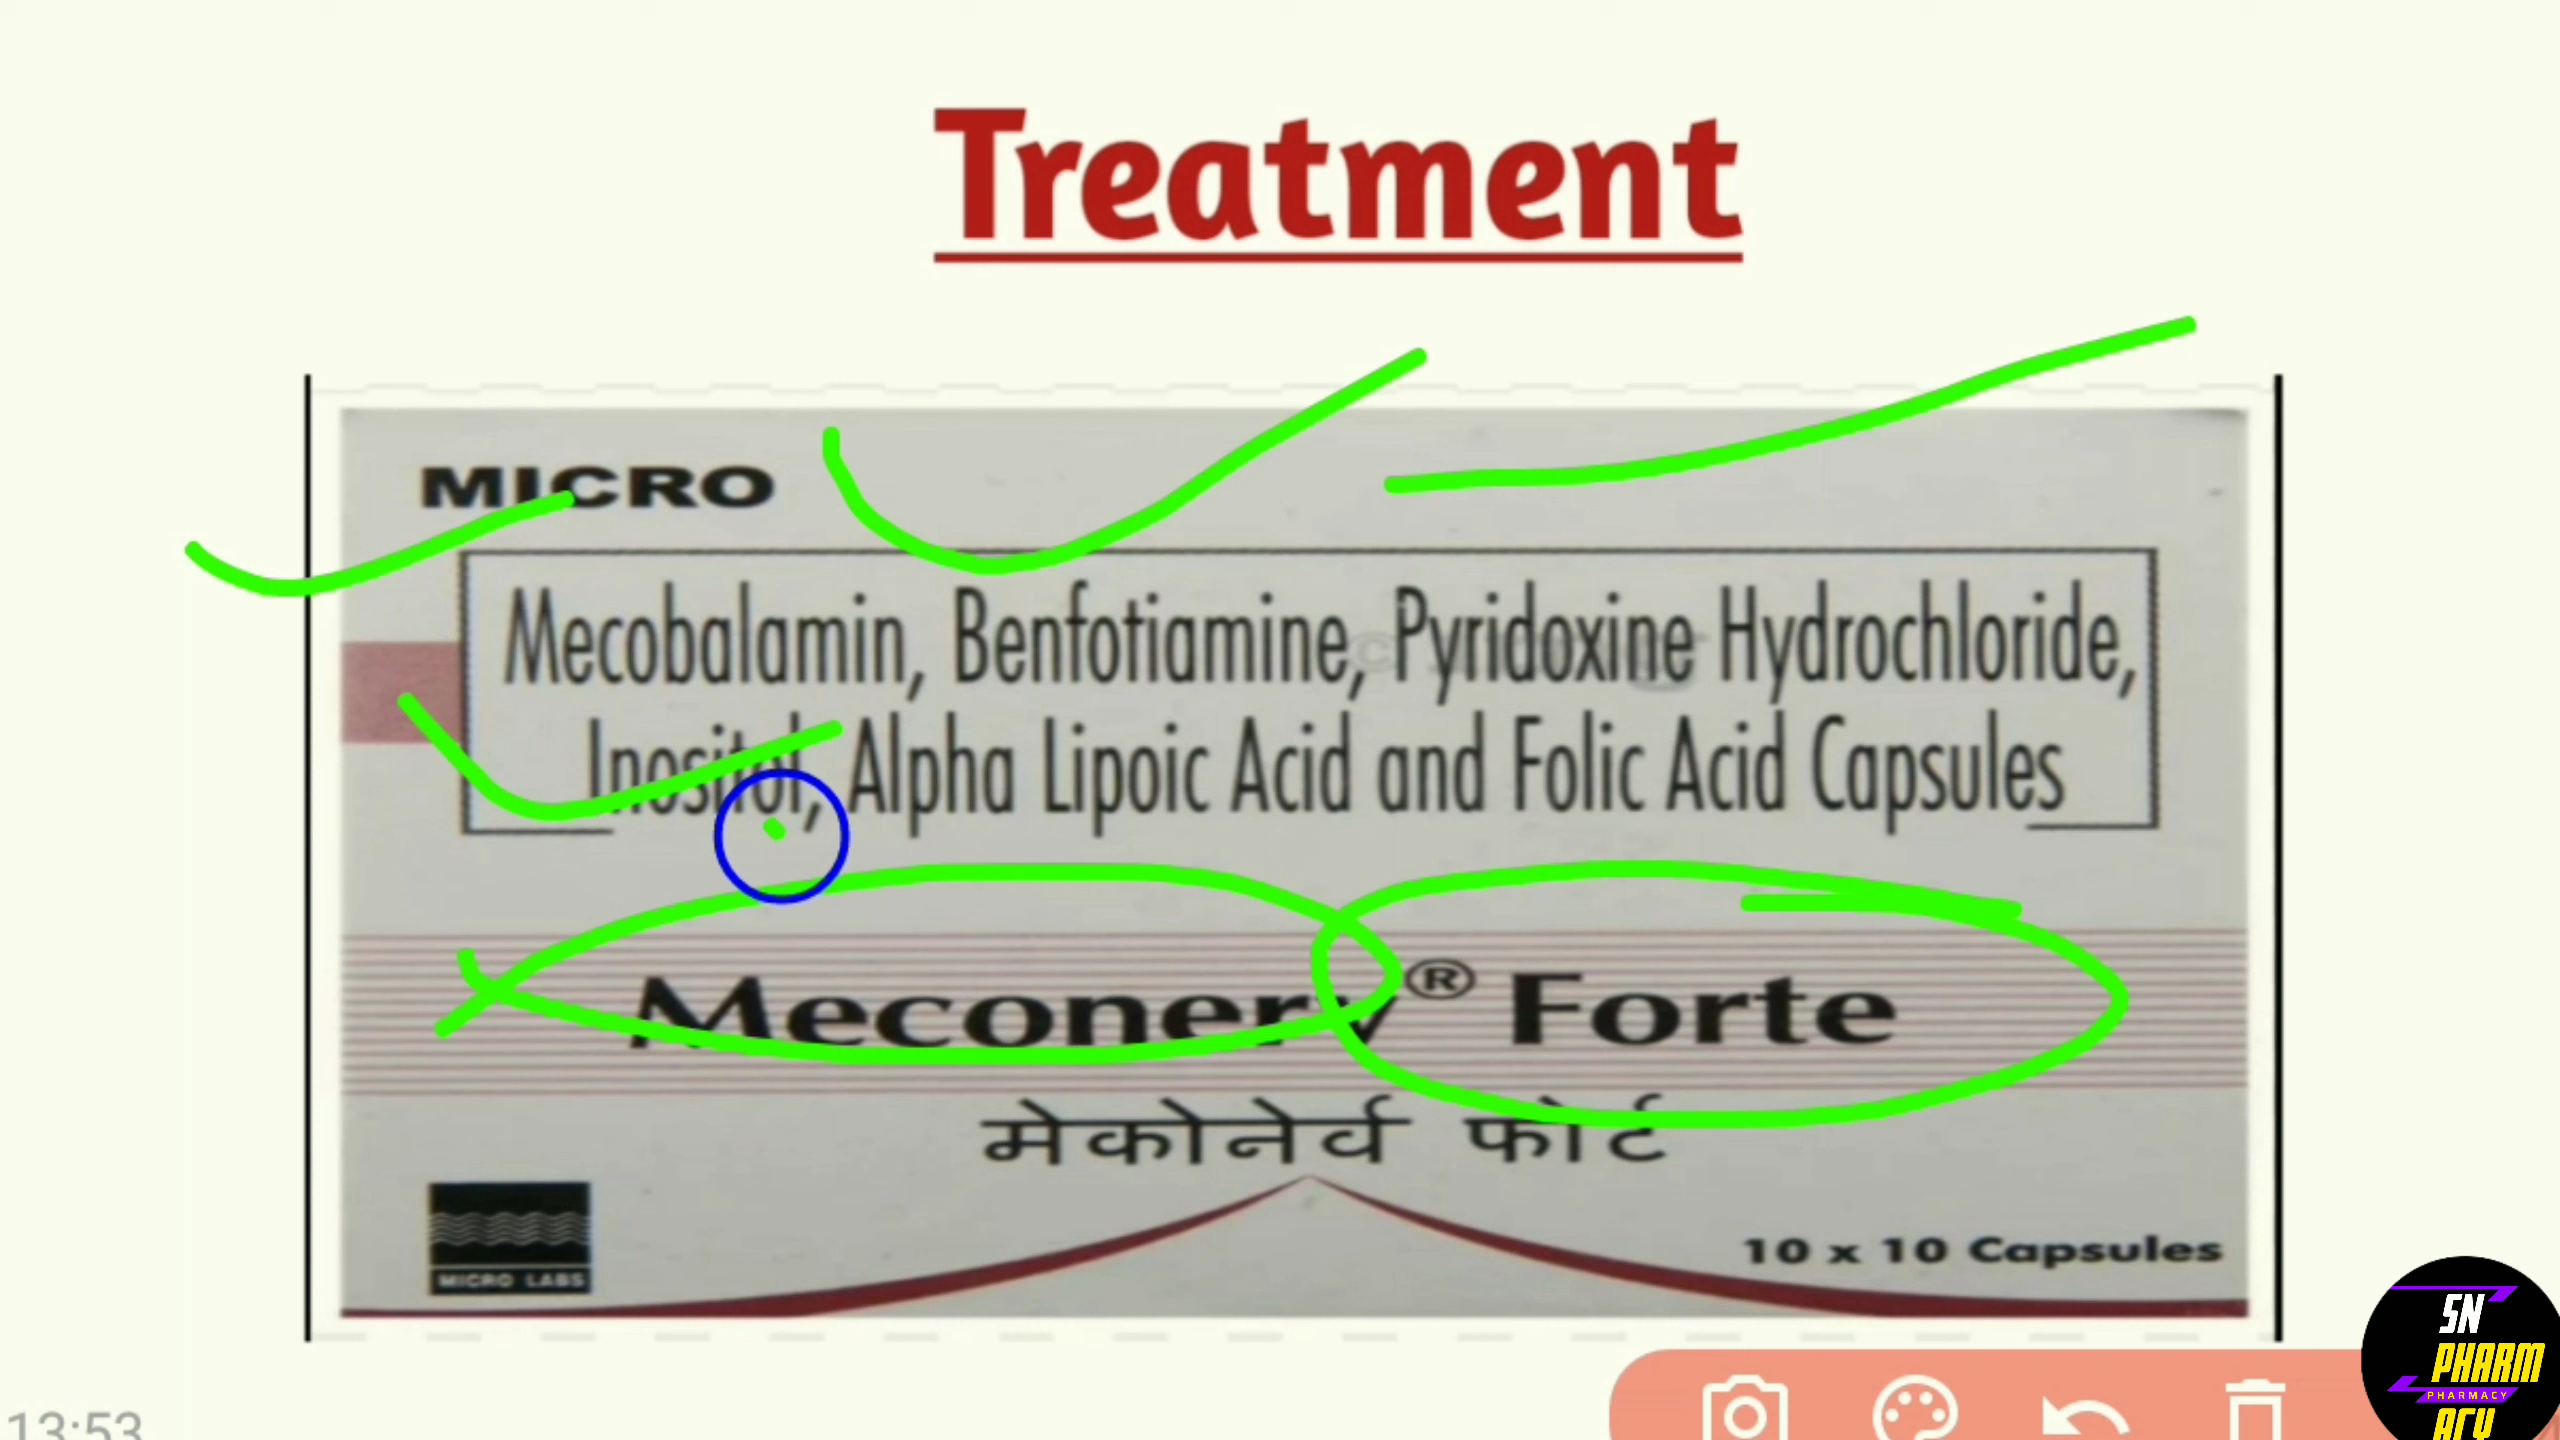 Treatment
MICRO
Mecobalamin, Benfotiamine, Pyridoxine Hydrochloride,
Inositol, Alpha Lipoic Acid and Folic Acid Capsules
Meconerv® Forte
मेकोनेर्व फोर्ट
MICRO LABS
10 x 10 Capsules
13:53
SN
PHARM
PHARMACY
ACY